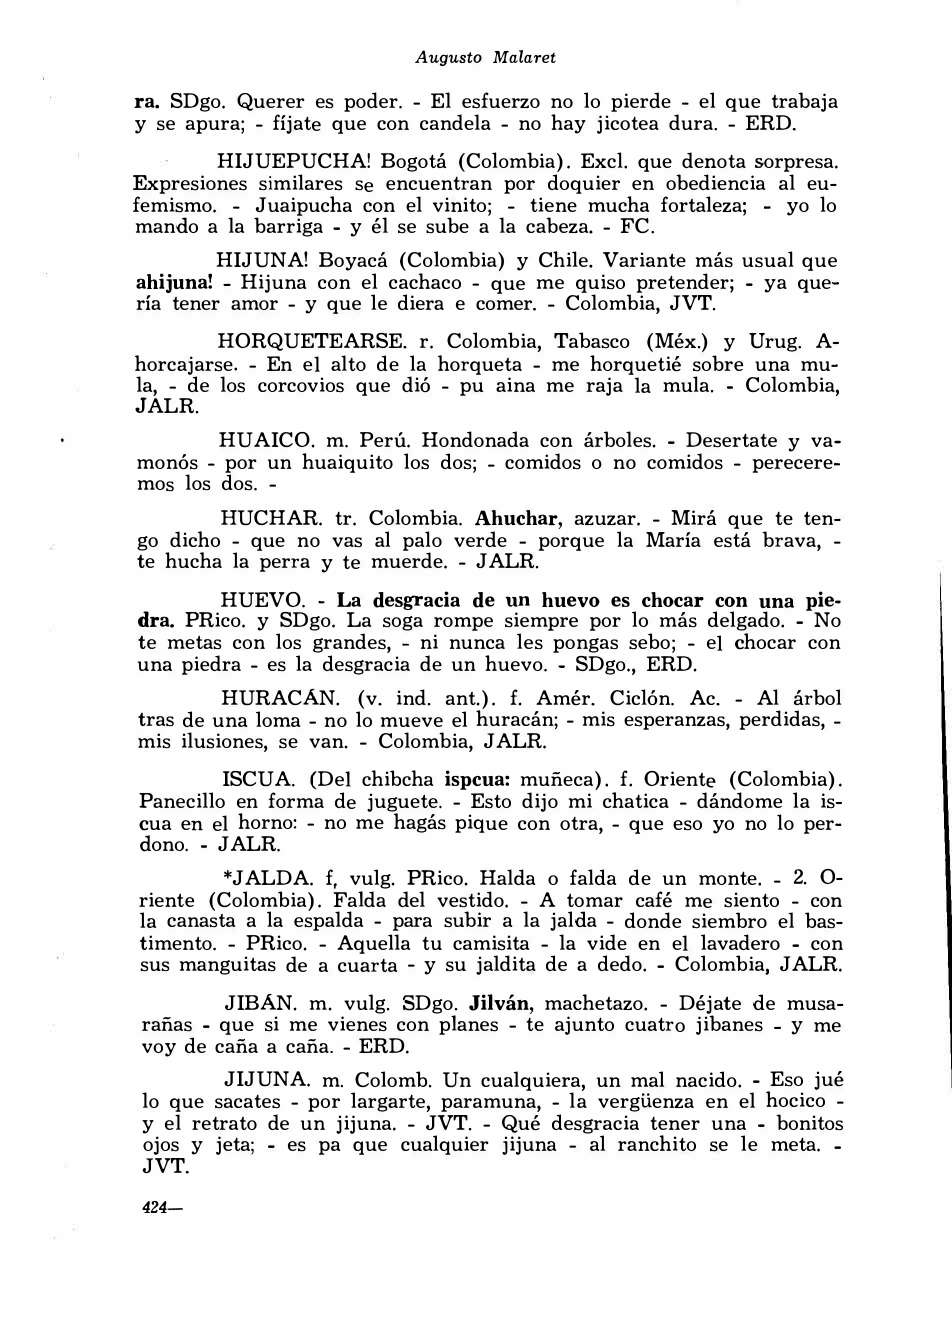 Augusto Malaret
ra. SDgo. Querer es poder. - El esfuerzo no lo pierde - el que trabaja
y se apura; - fíjate que con candela - no hay jicotea dura. - ERD.
HIJUEPUCHA! Bogotá (Colombia). Excl. que denota sorpresa.
Expresiones similares se encuentran por doquier en obediencia al eu-
femismo. - Juaipucha con el vinito; - tiene mucha fortaleza; - yo lo
mando a la barriga - y él se sube a la cabeza. - FC.
HIJUNA! Boyacá (Colombia) y Chile. Variante más usual que
ahijuna! - Hijuna con el cachaco - que me quiso pretender; - ya que-
ría tener amor - y que le diera e comer. - Colombia, JVT.
HORQUETEARSE. r. Colombia, Tabasco (Méx.) y Urug. A-
horcajarse. - En el alto de la horqueta - me horquetié sobre una mu-
la, - de los corcovios que dió - pu aina me raja la mula. - Colombia,
JALR.
HUAICO. m. Perú. Hondonada con árboles. - Desertate y va-
monós - por un huaiquito los dos; - comidos o no comidos - perecere-
mos los dos. -
HUCHAR. tr. Colombia. Ahuchar, azuzar. - Mirá que te ten-
go dicho - que no vas al palo verde - porque la María está brava, -
te hucha la perra y te muerde. - JALR.
HUEVO. - La desgracia de un huevo es chocar con una pie-
dra. PRico. y SDgo. La soga rompe siempre por lo más delgado. - No
te metas con los grandes, - ni nunca les pongas sebo; - el chocar con
una piedra - es la desgracia de un huevo. - SDgo., ERD.
HURACÁN. (v. ind. ant.). f. Amér. Ciclón. Ac. - Al árbol
tras de una loma - no lo mueve el huracán; - mis esperanzas, perdidas, -
mis ilusiones, se van. - Colombia, JALR.
ISCUA. (Del chibcha ispcua: muñeca). f. Oriente (Colombia).
Panecillo en forma de juguete. - Esto dijo mi chatica - dándome la is-
cua en el horno: - no me hagás pique con otra, - que eso yo no lo per-
dono. - JALR.
*JALDA. f, vulg. PRico. Halda o falda de un monte. - 2. O-
riente (Colombia). Falda del vestido. - A tomar café me siento - con
la canasta a la espalda - para subir a la jalda - donde siembro el bas-
timento. - PRico. - Aquella tu camisita - la vide en el lavadero - con
sus manguitas de a cuarta - y su jaldita de a dedo. - Colombia, JALR.
JIBÁN. m. vulg. SDgo. Jilván, machetazo. - Déjate de musa-
rañas - que si me vienes con planes - te ajunto cuatro jibanes - y me
voy de caña a caña. - ERD.
JIJUNA. m. Colomb. Un cualquiera, un mal nacido. - Eso jué
lo que sacates - por largarte, paramuna, - la vergüenza en el hocico -
y el retrato de un jijuna. - JVT. - Qué desgracia tener una - bonitos
ojos y jeta; - es pa que cualquier jijuna - al ranchito se le meta. -
JVT.
424—